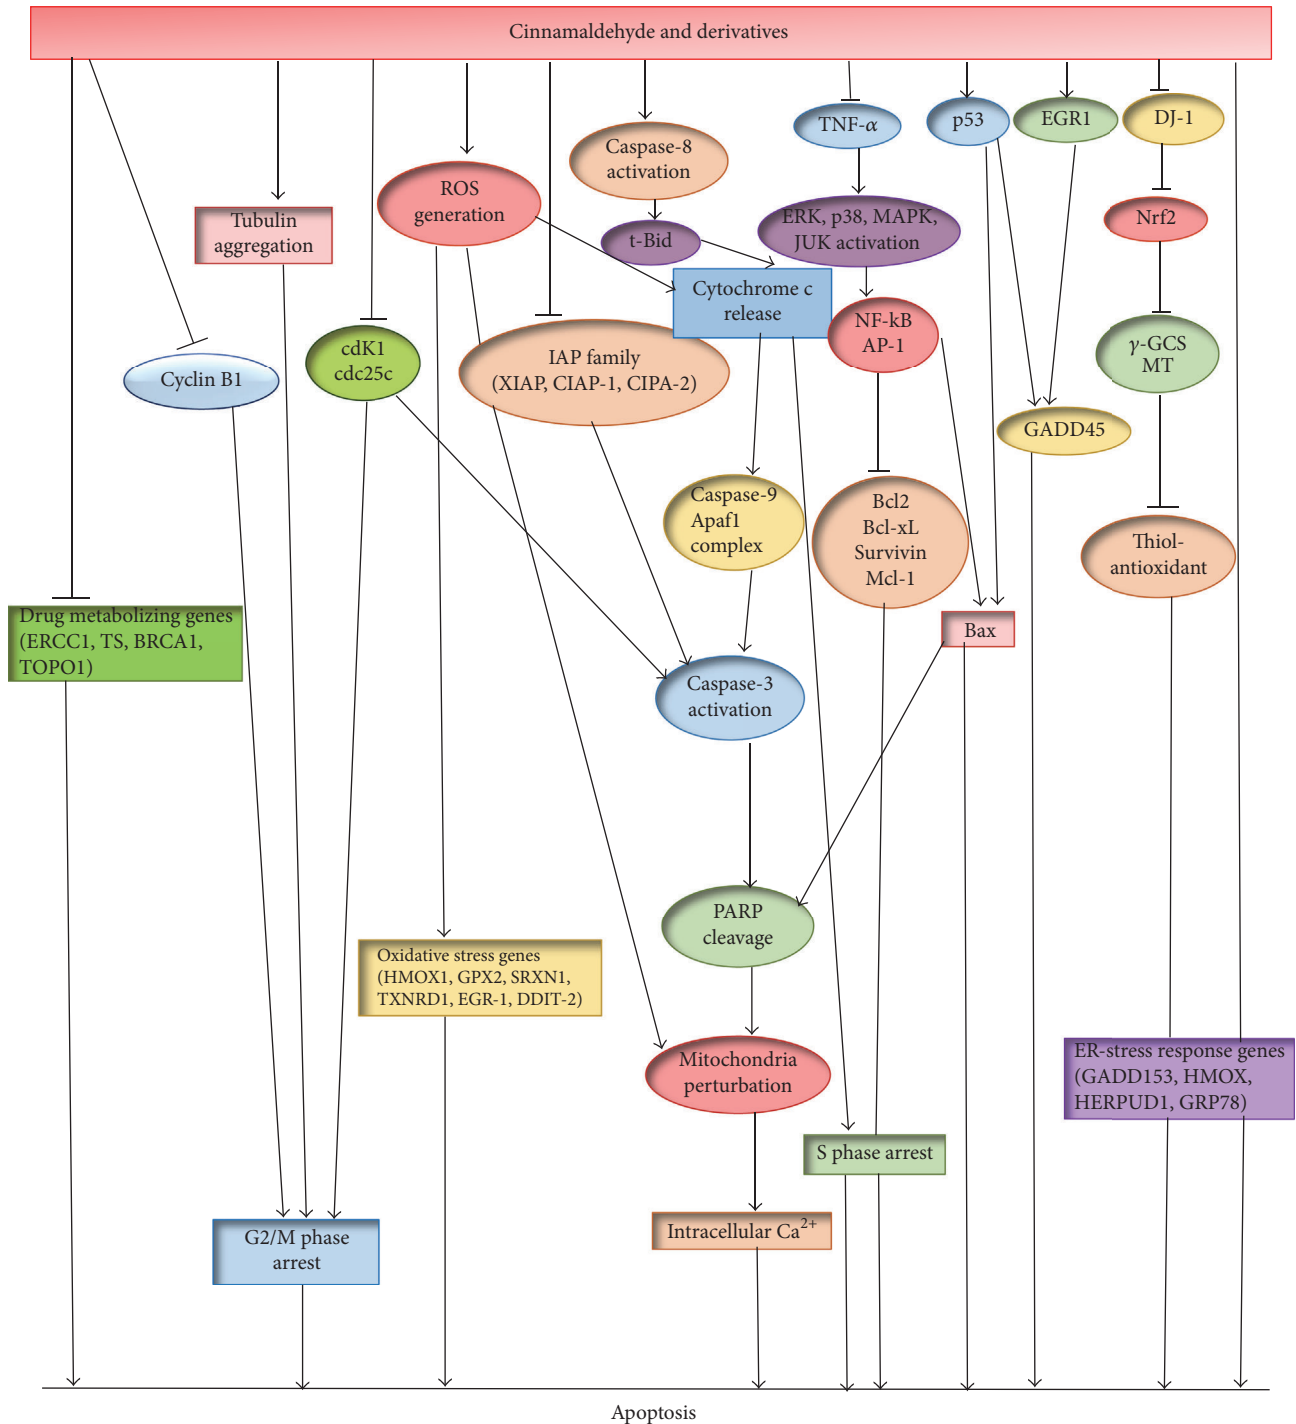 Cinnamaldehyde and derivatives
TNF-α
p53
EGR1
DJ-1
Caspase-8
activation
ROS
generation
Tubulin
aggregation
t-Bid
ERK, p38, MAPK,
JUK activation
Nrf2
Cytochrome c
release
NF-kB
AP-1
cdK1
cdc25c
Cyclin B1
IAP family
(XIAP, CIAP-1, CIPA-2)
γ-GCS
MT
GADD45
Caspase-9
Apaf1
complex
Bcl2
Bcl-xL
Survivin
Mcl-1
Thiol-
antioxidant
Drug metabolizing genes
(ERCC1, TS, BRCA1,
TOPO1)
Bax
Caspase-3
activation
PARP
cleavage
Oxidative stress genes
(HMOX1, GPX2, SRXN1,
TXNRD1, EGR-1, DDIT-2)
Mitochondria
perturbation
ER-stress response genes
(GADD153, HMOX,
HERPUD1, GRP78)
S phase arrest
G2/M phase
arrest
Intracellular Ca²⁺
Apoptosis